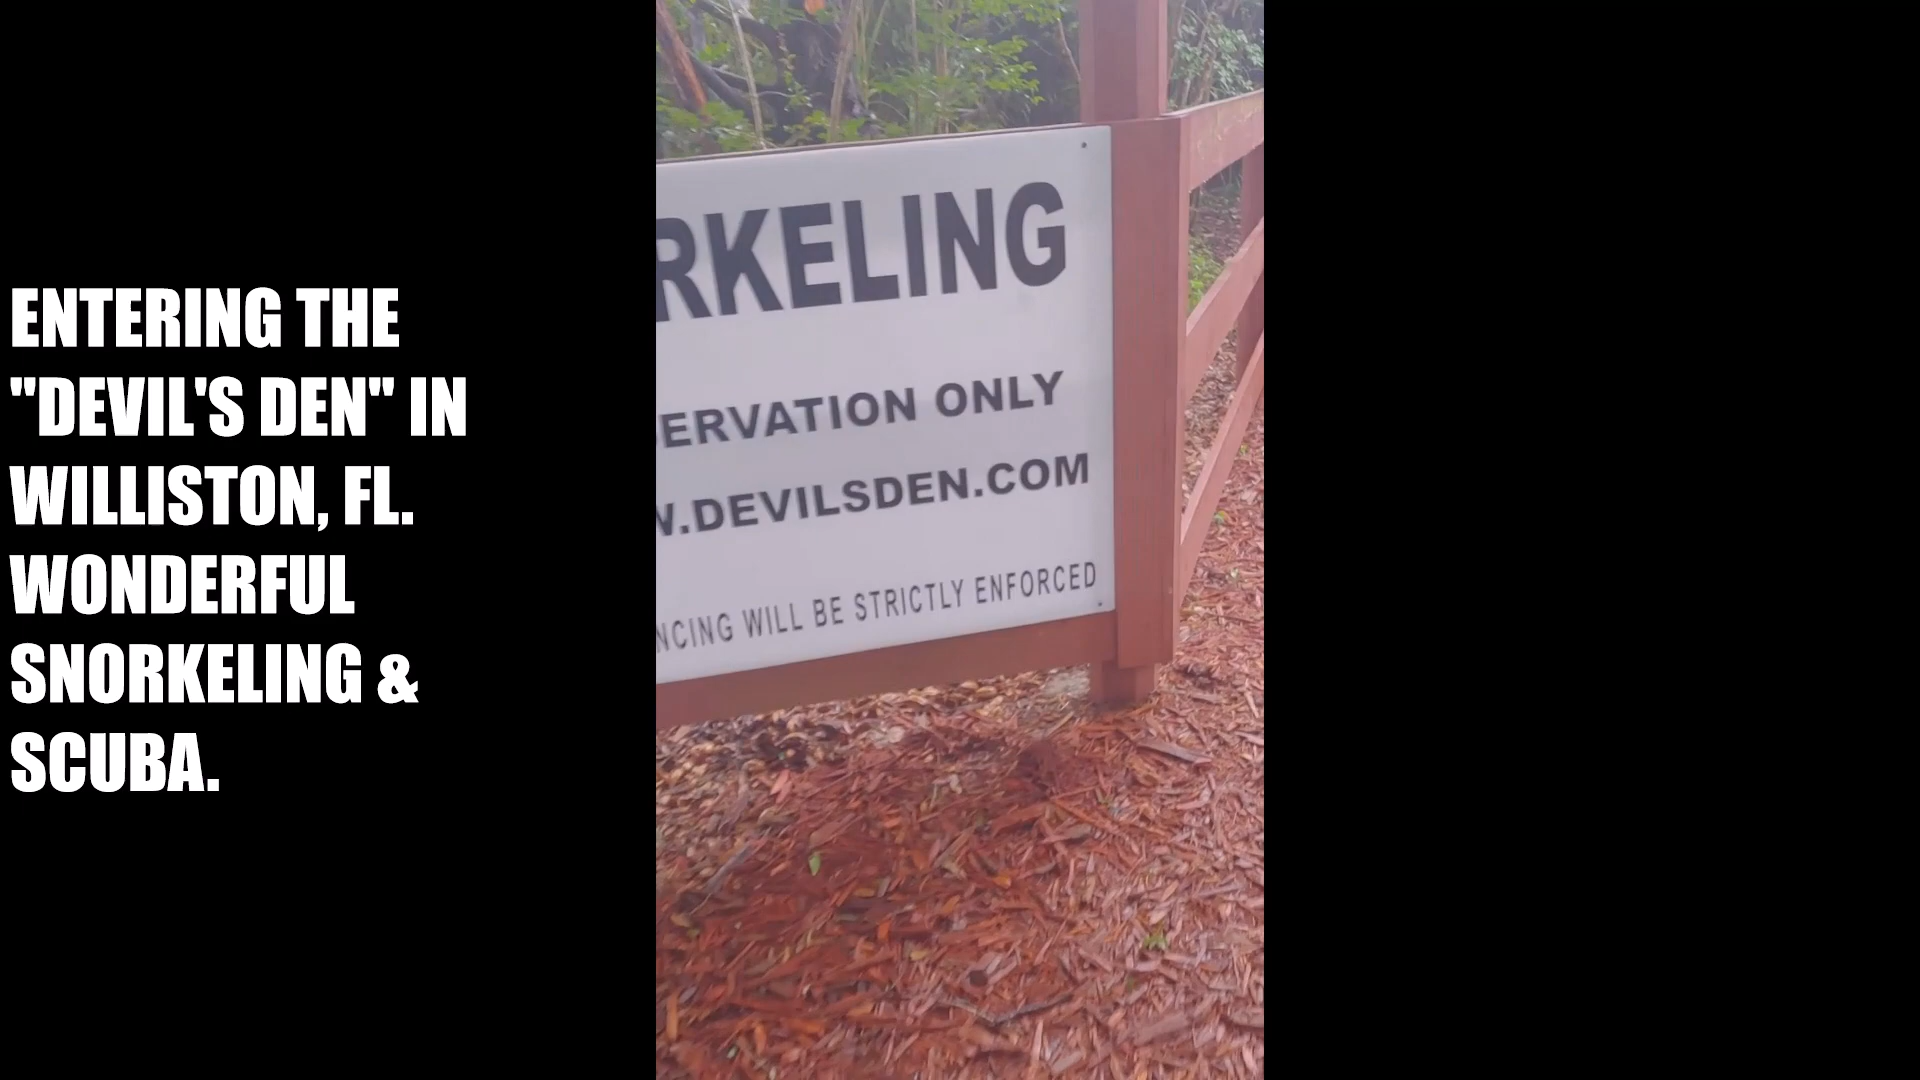 ENTERING THE
"DEVIL'S DEN" IN
WILLISTON, FL.
WONDERFUL
SNORKELING &
SCUBA.
RKELING
ERVATION ONLY
W.DEVILSDEN.COM
NCING WILL BE STRICTLY ENFORCED